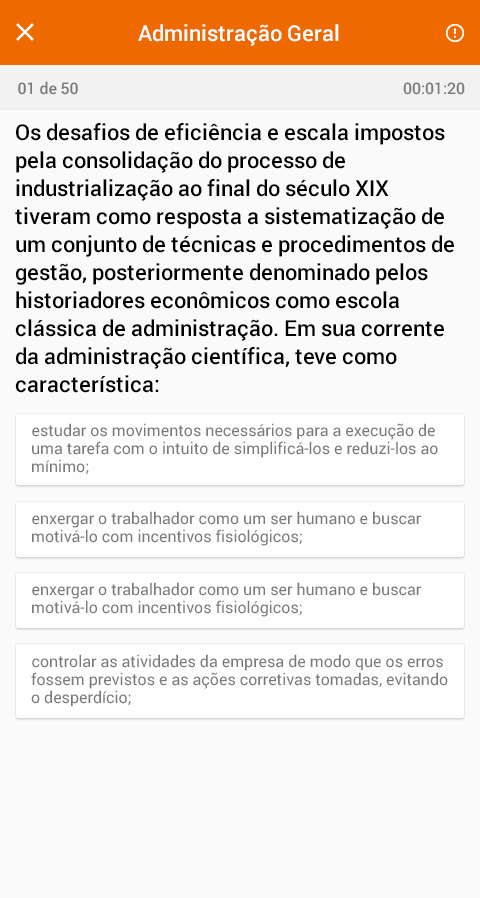 Administração Geral
01 de 50
00:01:20
Os desafios de eficiência e escala impostos
pela consolidação do processo de
industrialização ao final do século XIX
tiveram como resposta a sistematização de
um conjunto de técnicas e procedimentos de
gestão, posteriormente denominado pelos
historiadores econômicos como escola
clássica de administração. Em sua corrente
da administração científica, teve como
característica:
estudar os movimentos necessários para a execução de
uma tarefa com o intuito de simplificá-los e reduzi-los ao
mínimo;
enxergar o trabalhador como um ser humano e buscar
motivá-lo com incentivos fisiológicos;
enxergar o trabalhador como um ser humano e buscar
motivá-lo com incentivos fisiológicos;
controlar as atividades da empresa de modo que os erros
fossem previstos e as ações corretivas tomadas, evitando
o desperdício;